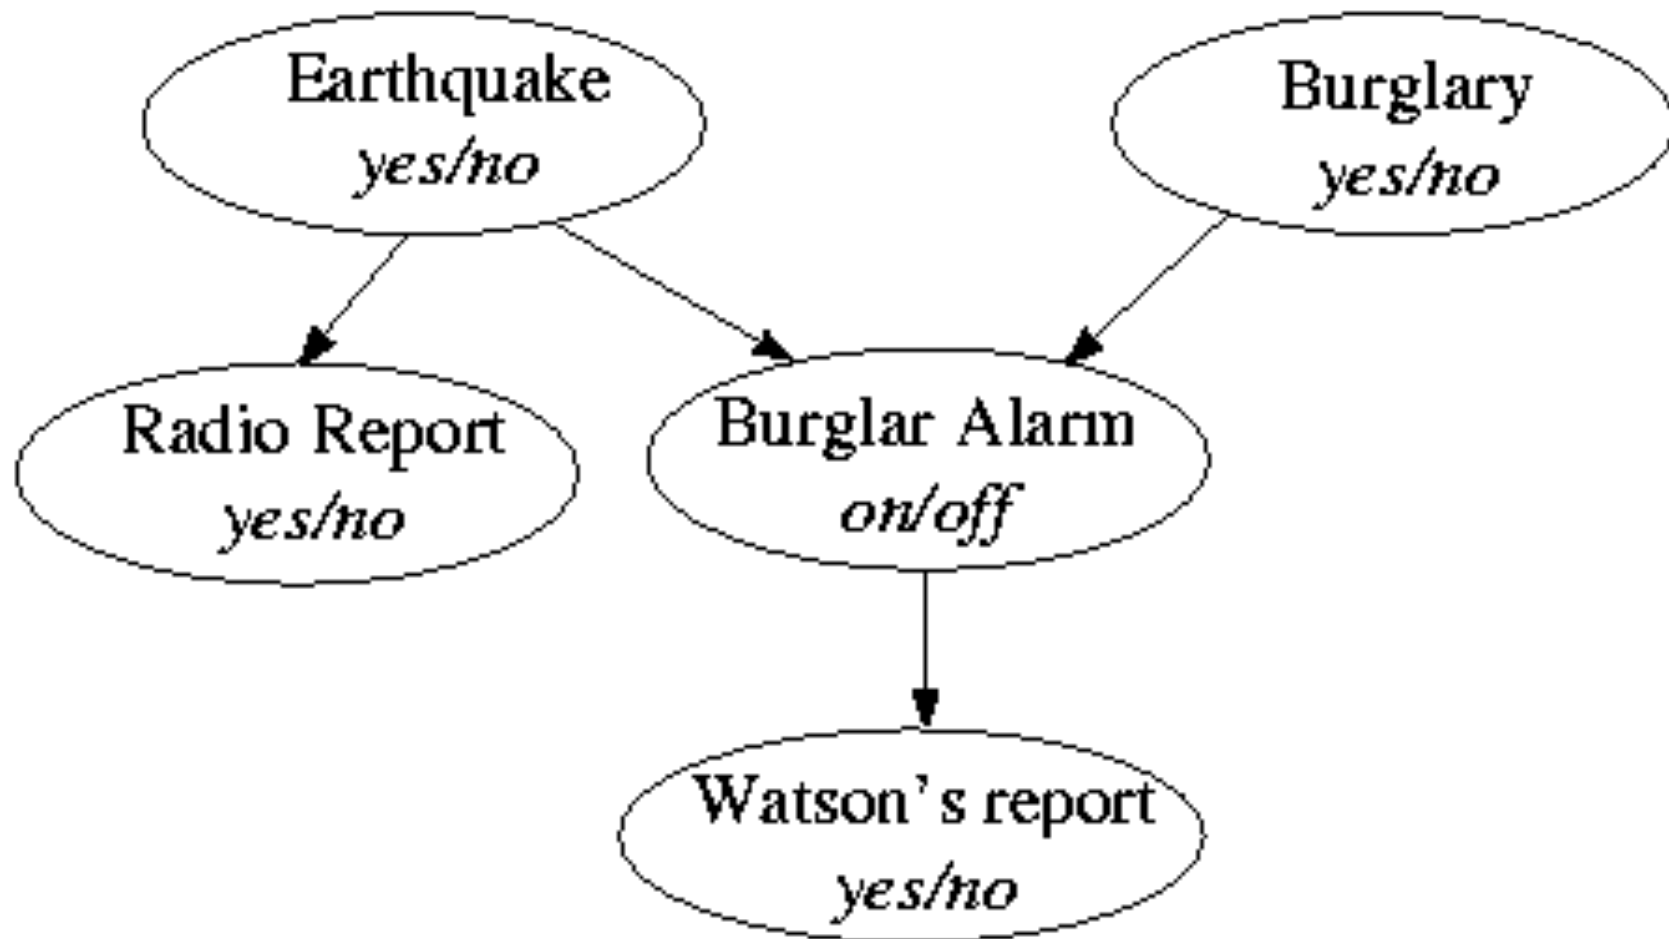 Earthquake
yes/no
Burglary
yes/no
Radio Report
yes/no
Burglar Alarm
on/off
Watson's report
yes/no